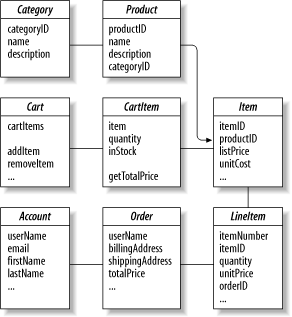 Category
categoryID
name
description
Product
productID
name
description
categoryID
Cart
cartItems
addItem
removeItem
...
CartItem
item
quantity
inStock
getTotalPrice
Item
itemID
productID
listPrice
unitCost
...
Account
userName
email
firstName
lastName
...
Order
userName
billingAddress
shippingAddress
totalPrice
...
LineItem
itemNumber
itemID
quantity
unitPrice
orderID
...